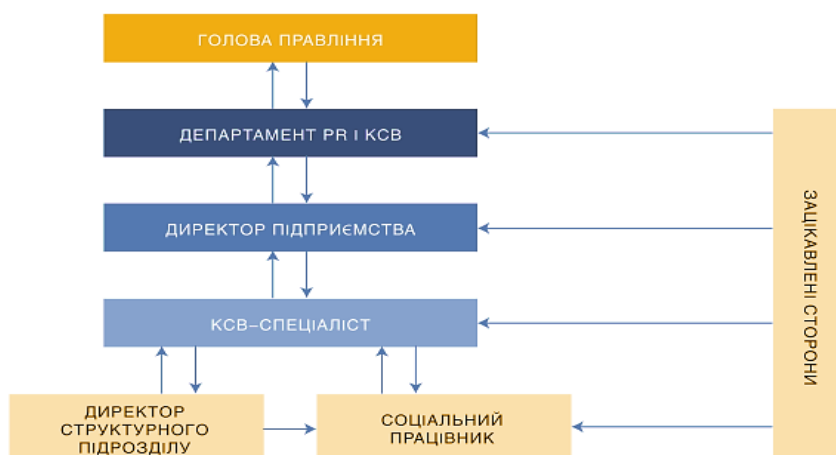 ГОЛОВА ПРАВЛІННЯ
ДЕПАРТАМЕНТ PR І КСВ
ДИРЕКТОР ПІДПРИЄМСТВА
КСВ–СПЕЦІАЛІСТ
ДИРЕКТОР
СТРУКТУРНОГО
ПІДРОЗДІЛУ
СОЦІАЛЬНИЙ
ПРАЦІВНИК
ЗАЦІКАВЛЕНІ СТОРОНИ